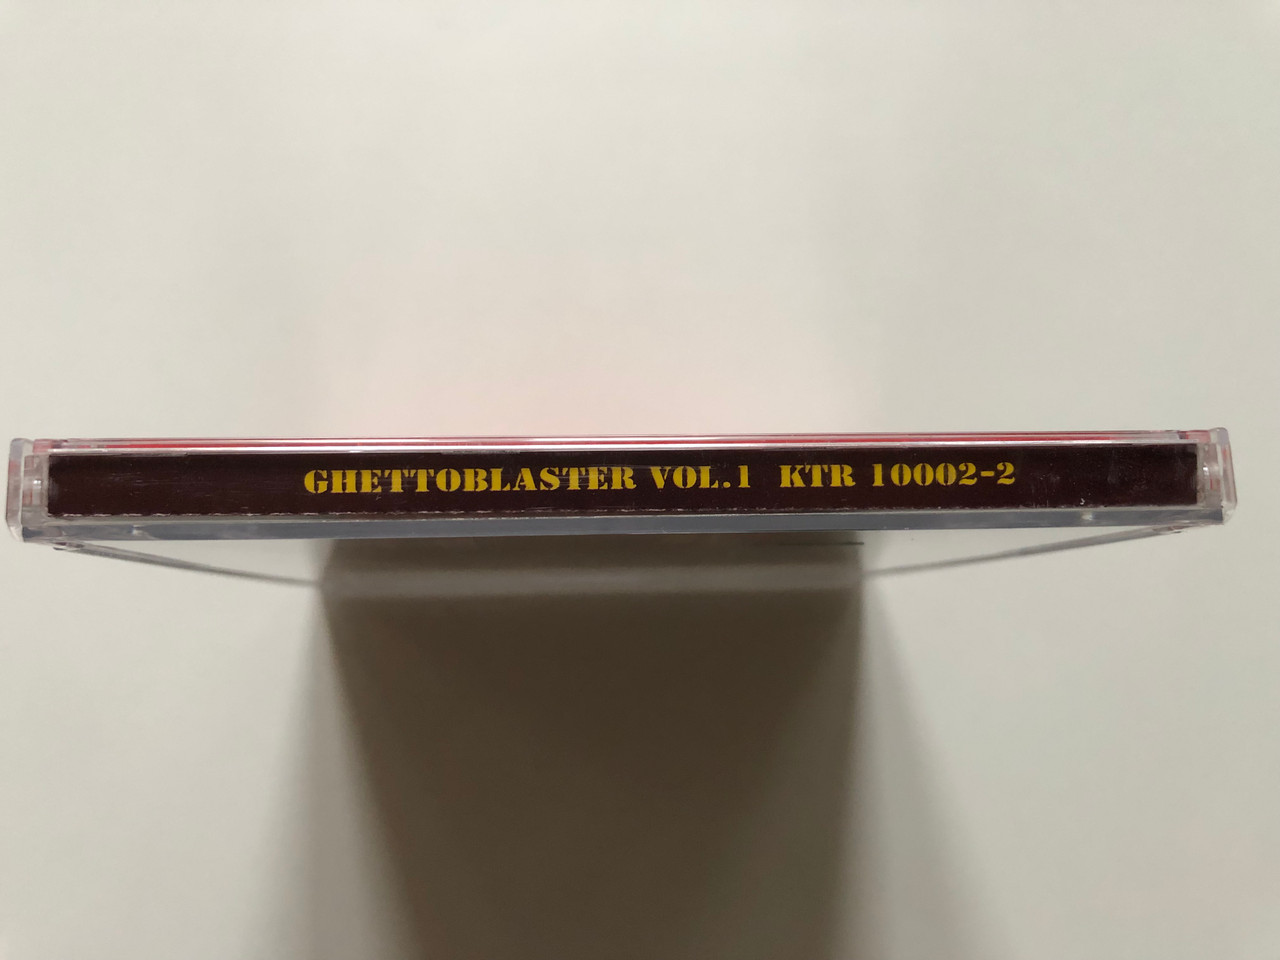 GHETTOBLASTER VOL.1 KTR 10002-2